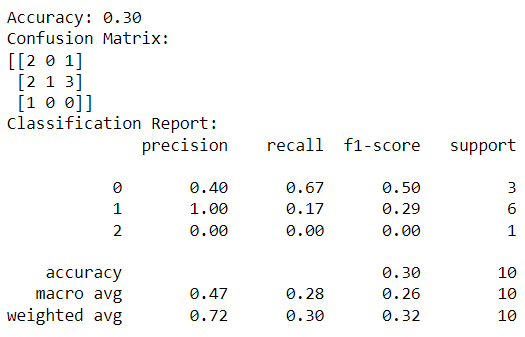 Accuracy: 0.30
Confusion Matrix:
[[2 0 1]
 [2 1 3]
 [1 0 0]]
Classification Report:
              precision    recall  f1-score   support

           0       0.40      0.67      0.50         3
           1       1.00      0.17      0.29         6
           2       0.00      0.00      0.00         1

    accuracy                           0.30        10
   macro avg       0.47      0.28      0.26        10
weighted avg       0.72      0.30      0.32        10